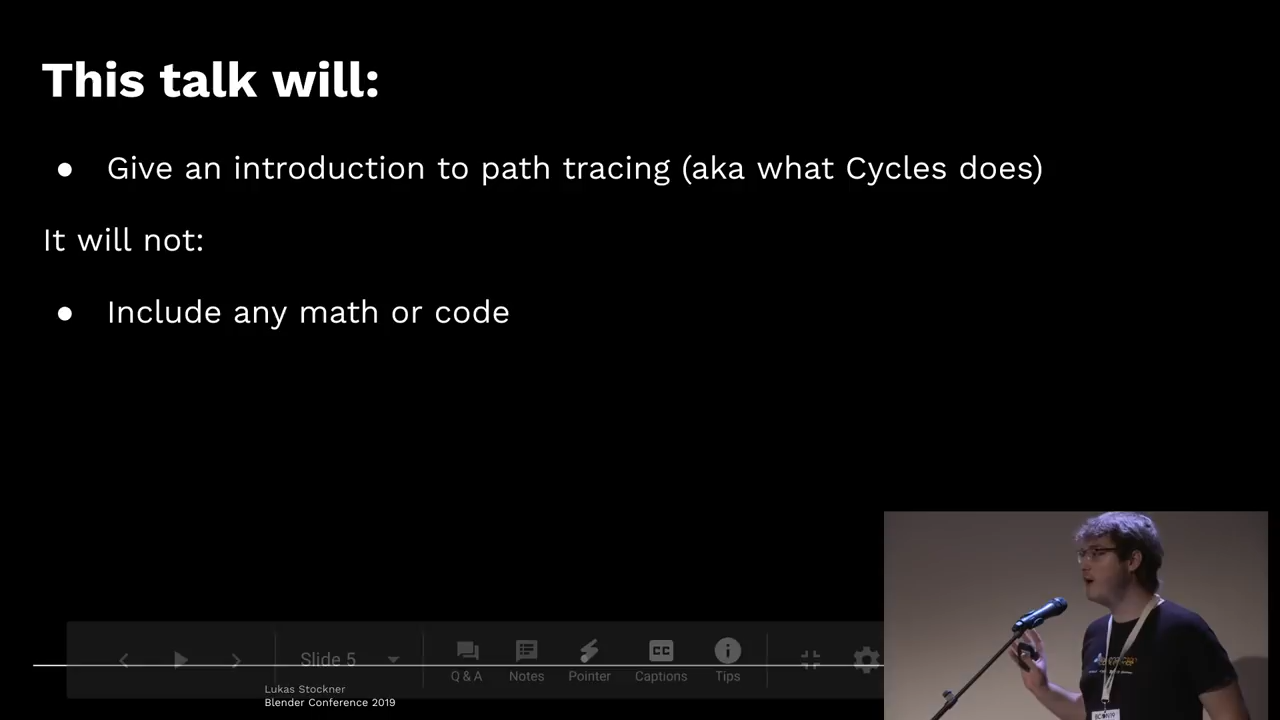 This talk will:
● Give an introduction to path tracing (aka what Cycles does)
It will not:
● Include any math or code
Slide 5
Q & A
Notes
Pointer
CC
Captions
Tips
Lukas Stockner
Blender Conference 2019